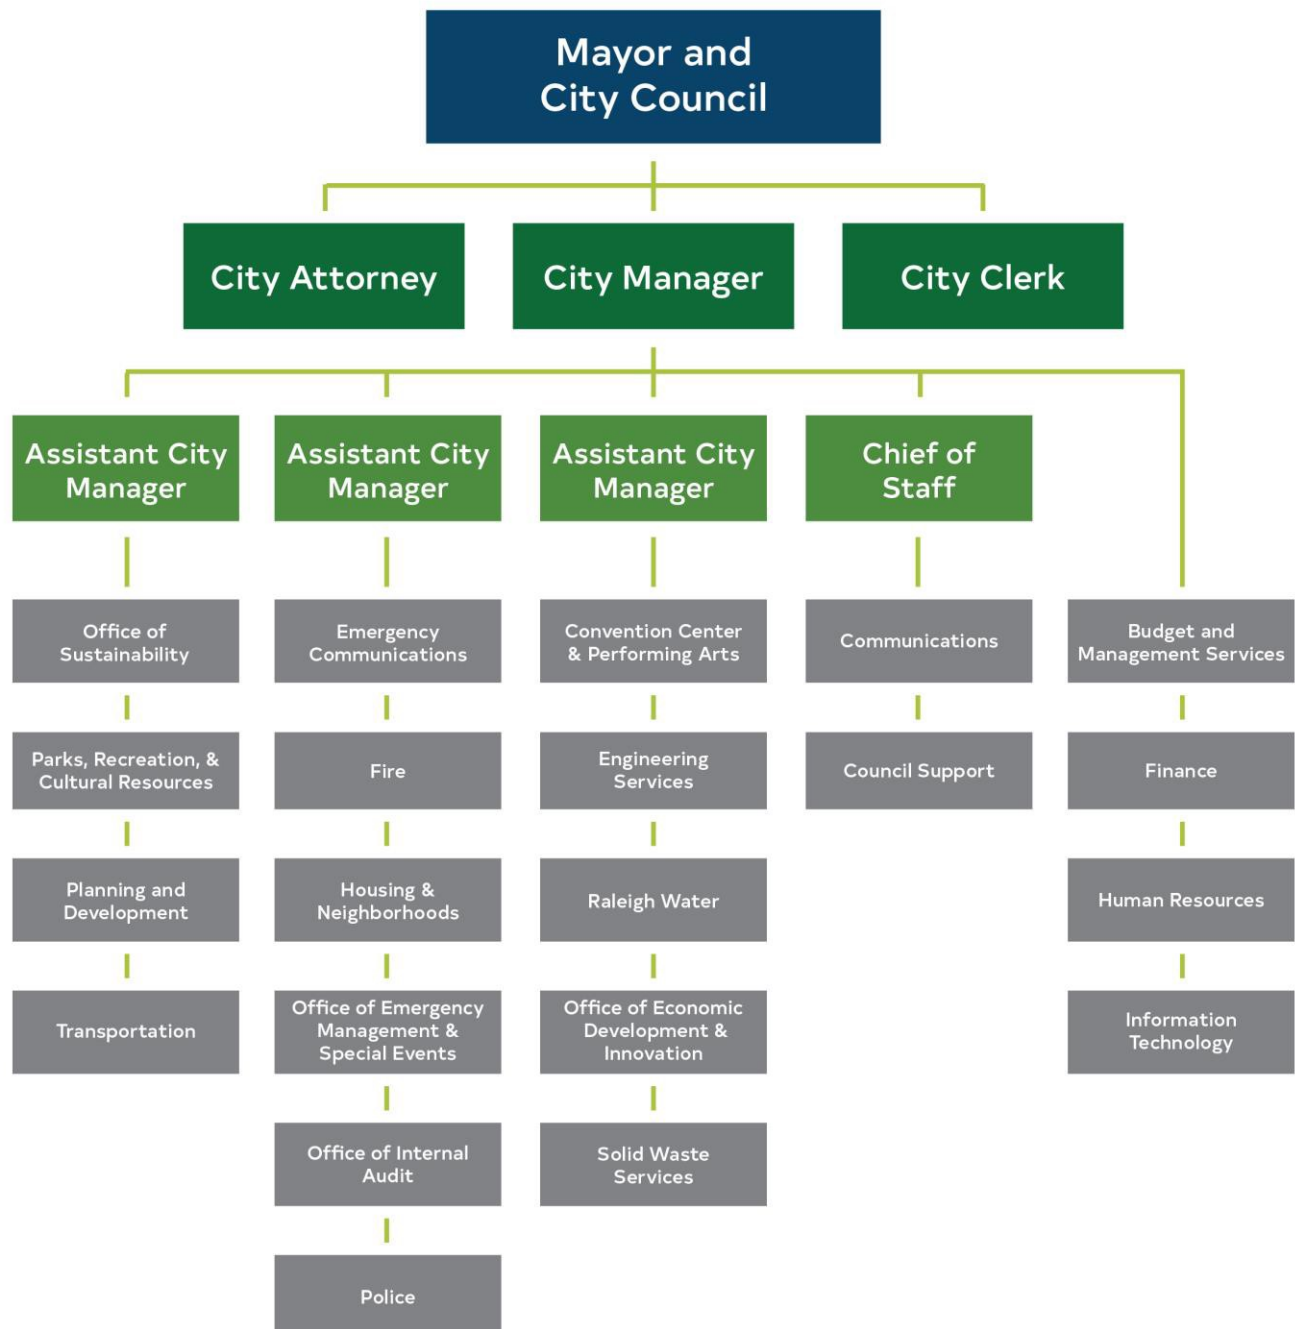 Mayor and
City Council
City Attorney
City Manager
City Clerk
Assistant City
Manager
Assistant City
Manager
Assistant City
Manager
Chief of
Staff
Office of
Sustainability
Emergency
Communications
Convention Center
& Performing Arts
Communications
Budget and
Management Services
Parks, Recreation, &
Cultural Resources
Fire
Engineering
Services
Council Support
Finance
Planning and
Development
Housing &
Neighborhoods
Raleigh Water
Human Resources
Transportation
Office of Emergency
Management &
Special Events
Office of Economic
Development &
Innovation
Information
Technology
Office of Internal
Audit
Solid Waste
Services
Police